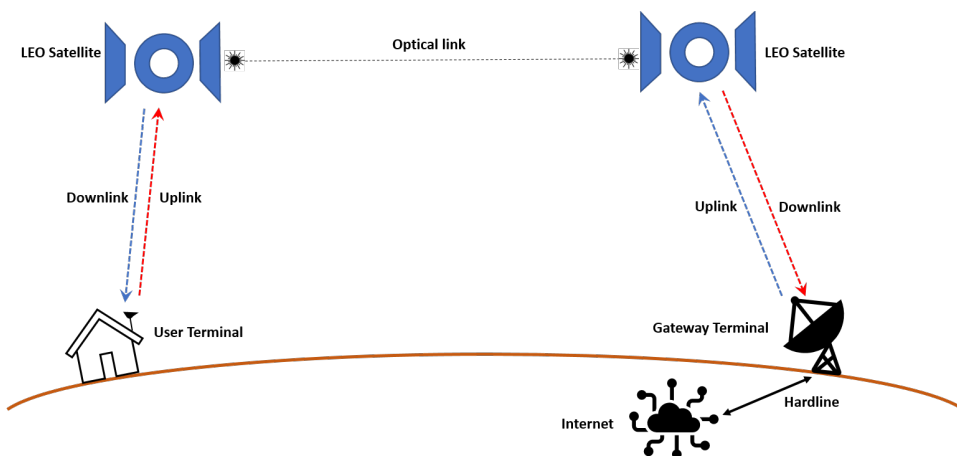 LEO Satellite
Optical link
LEO Satellite
Downlink
Uplink
Uplink
Downlink
User Terminal
Gateway Terminal
Internet
Hardline